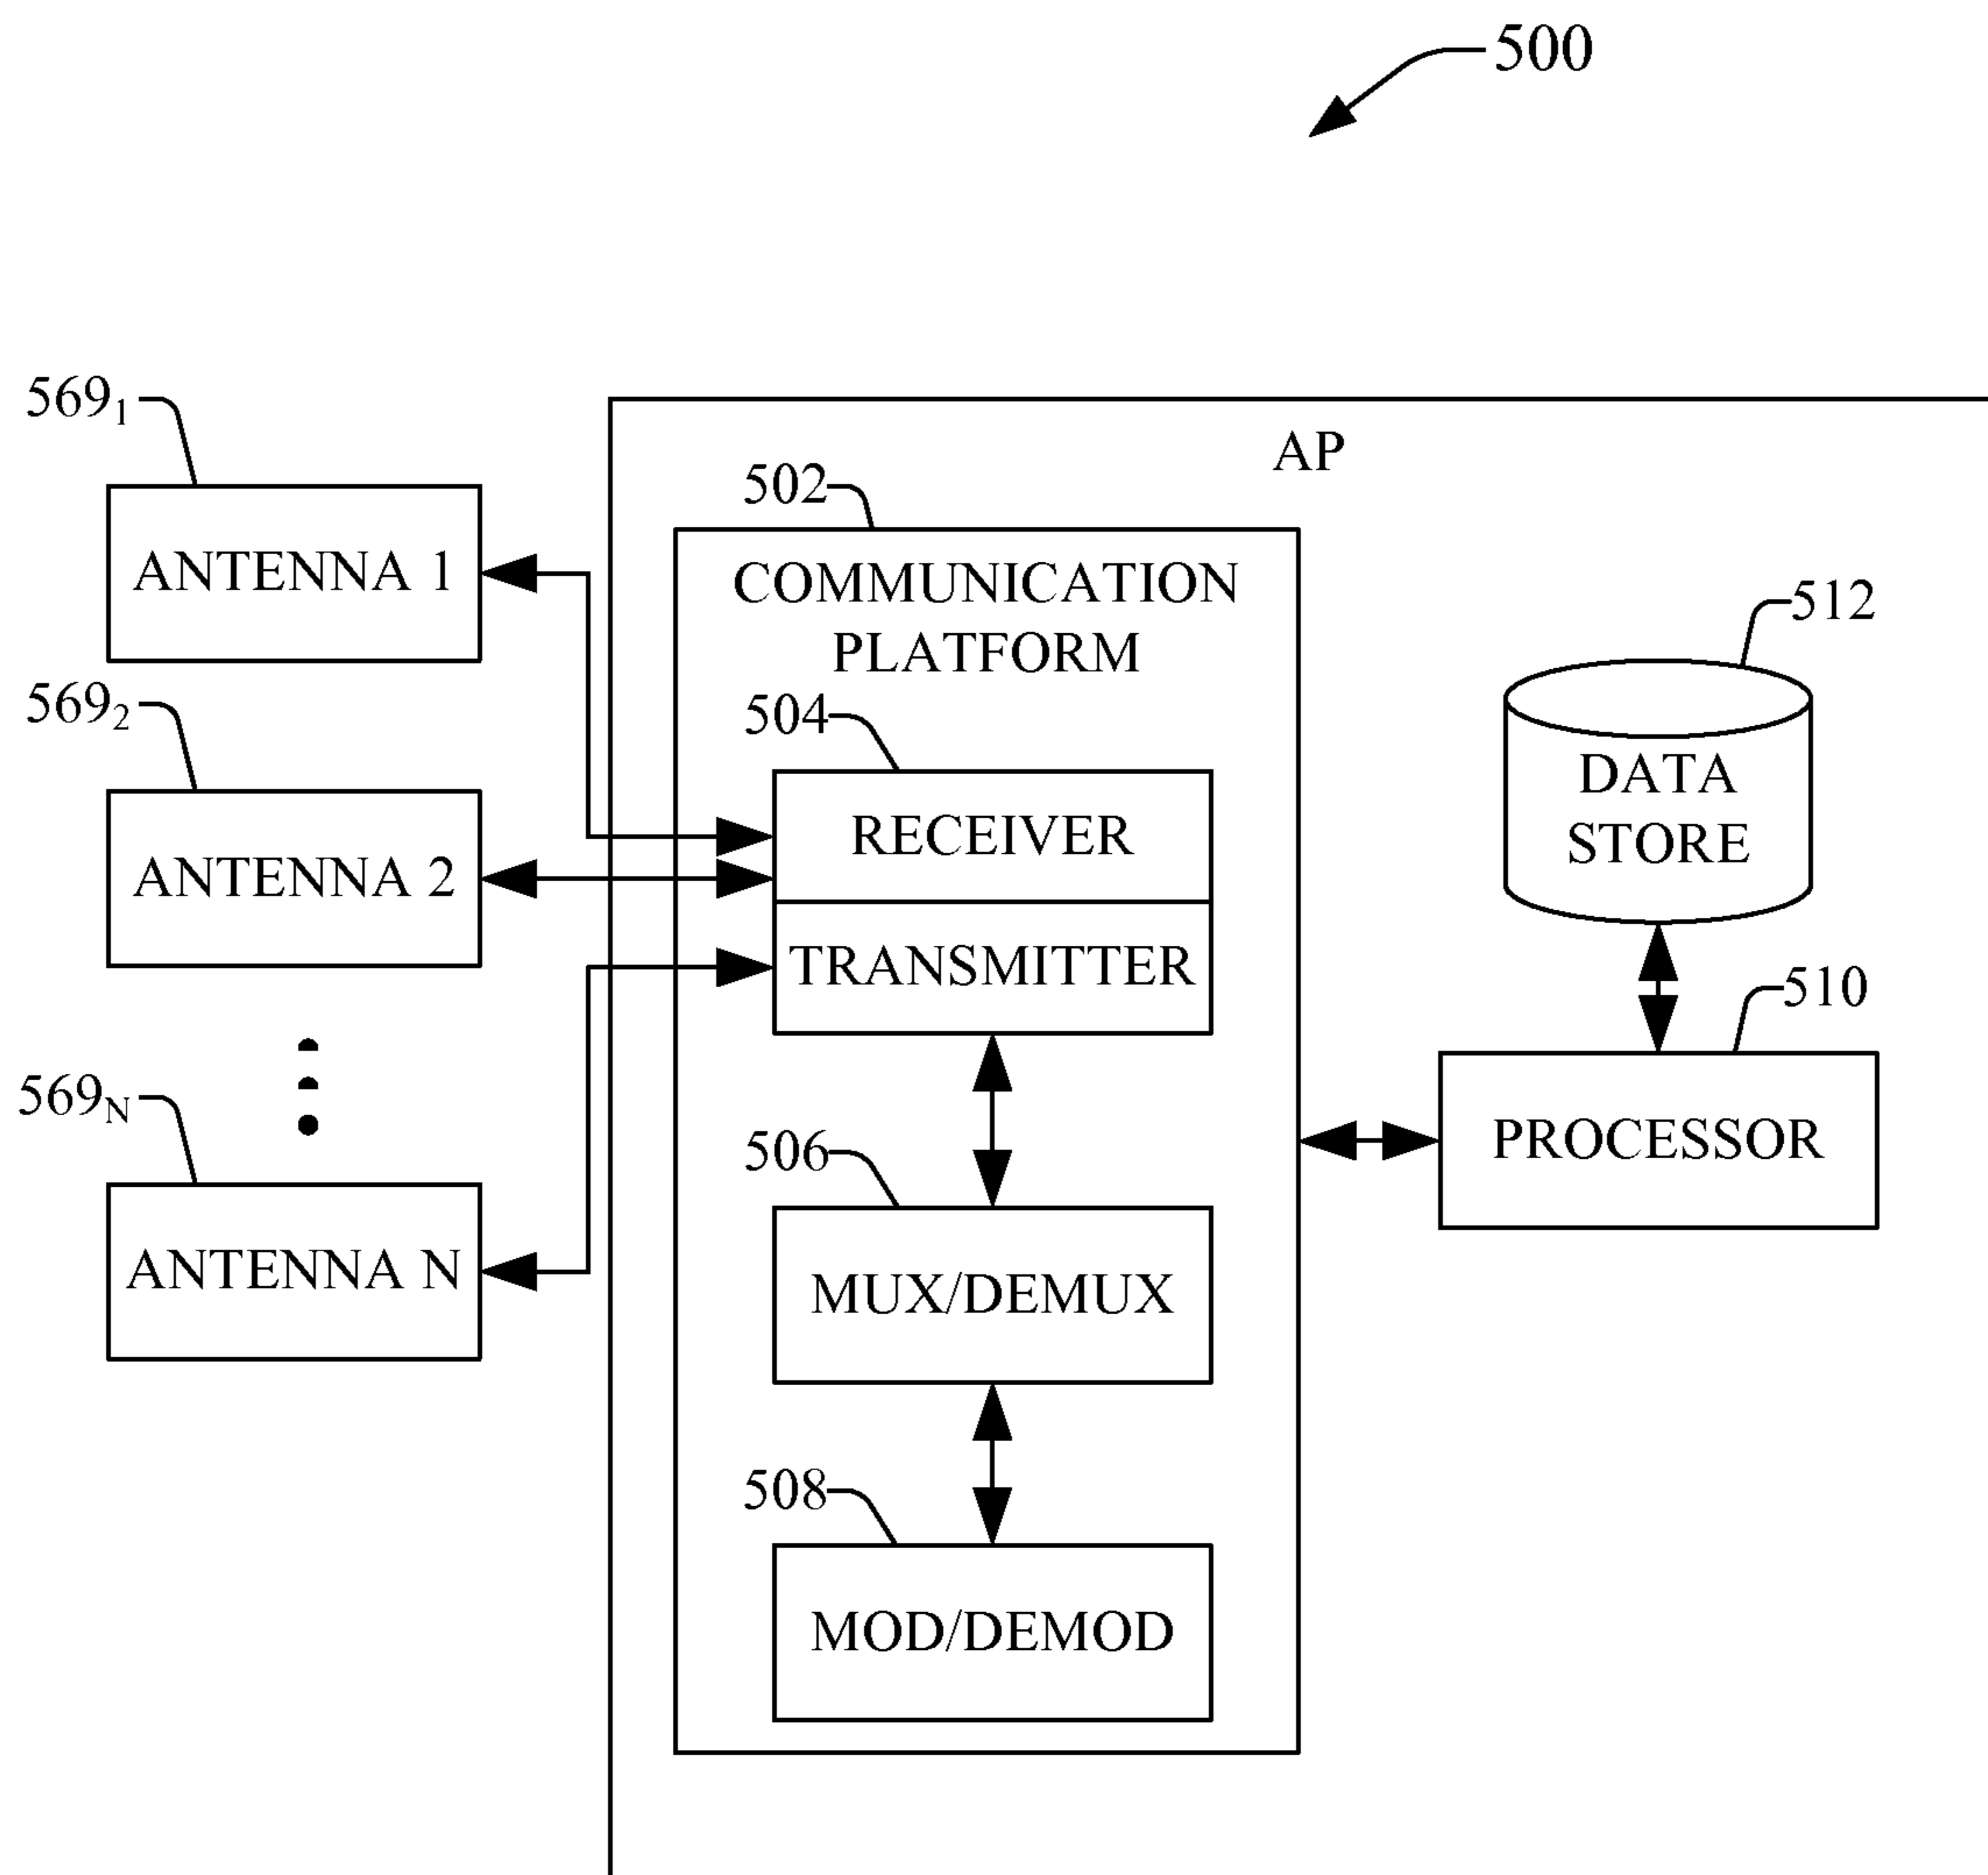 500
569₁
AP
502
ANTENNA 1
COMMUNICATION
PLATFORM
512
569₂
504
DATA
STORE
RECEIVER
ANTENNA 2
TRANSMITTER
510
569N
506
PROCESSOR
ANTENNA N
MUX/DEMUX
508
MOD/DEMOD